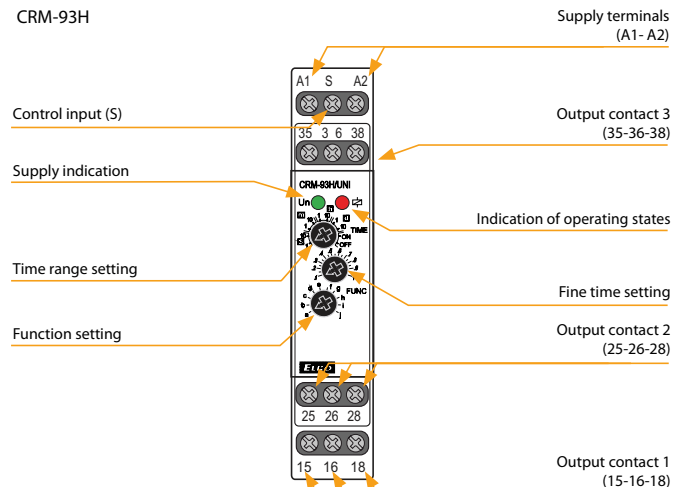 CRM-93H
Supply terminals
(A1- A2)
A1 S A2
Control input (S)
Output contact 3
(35-36-38)
35 3 6 38
Supply indication
CRM-93H/UNI
Un
Indication of operating states
TIME
ON
OFF
Time range setting
Fine time setting
FUNC
Function setting
Output contact 2
(25-26-28)
25 26 28
15 16 18
Output contact 1
(15-16-18)